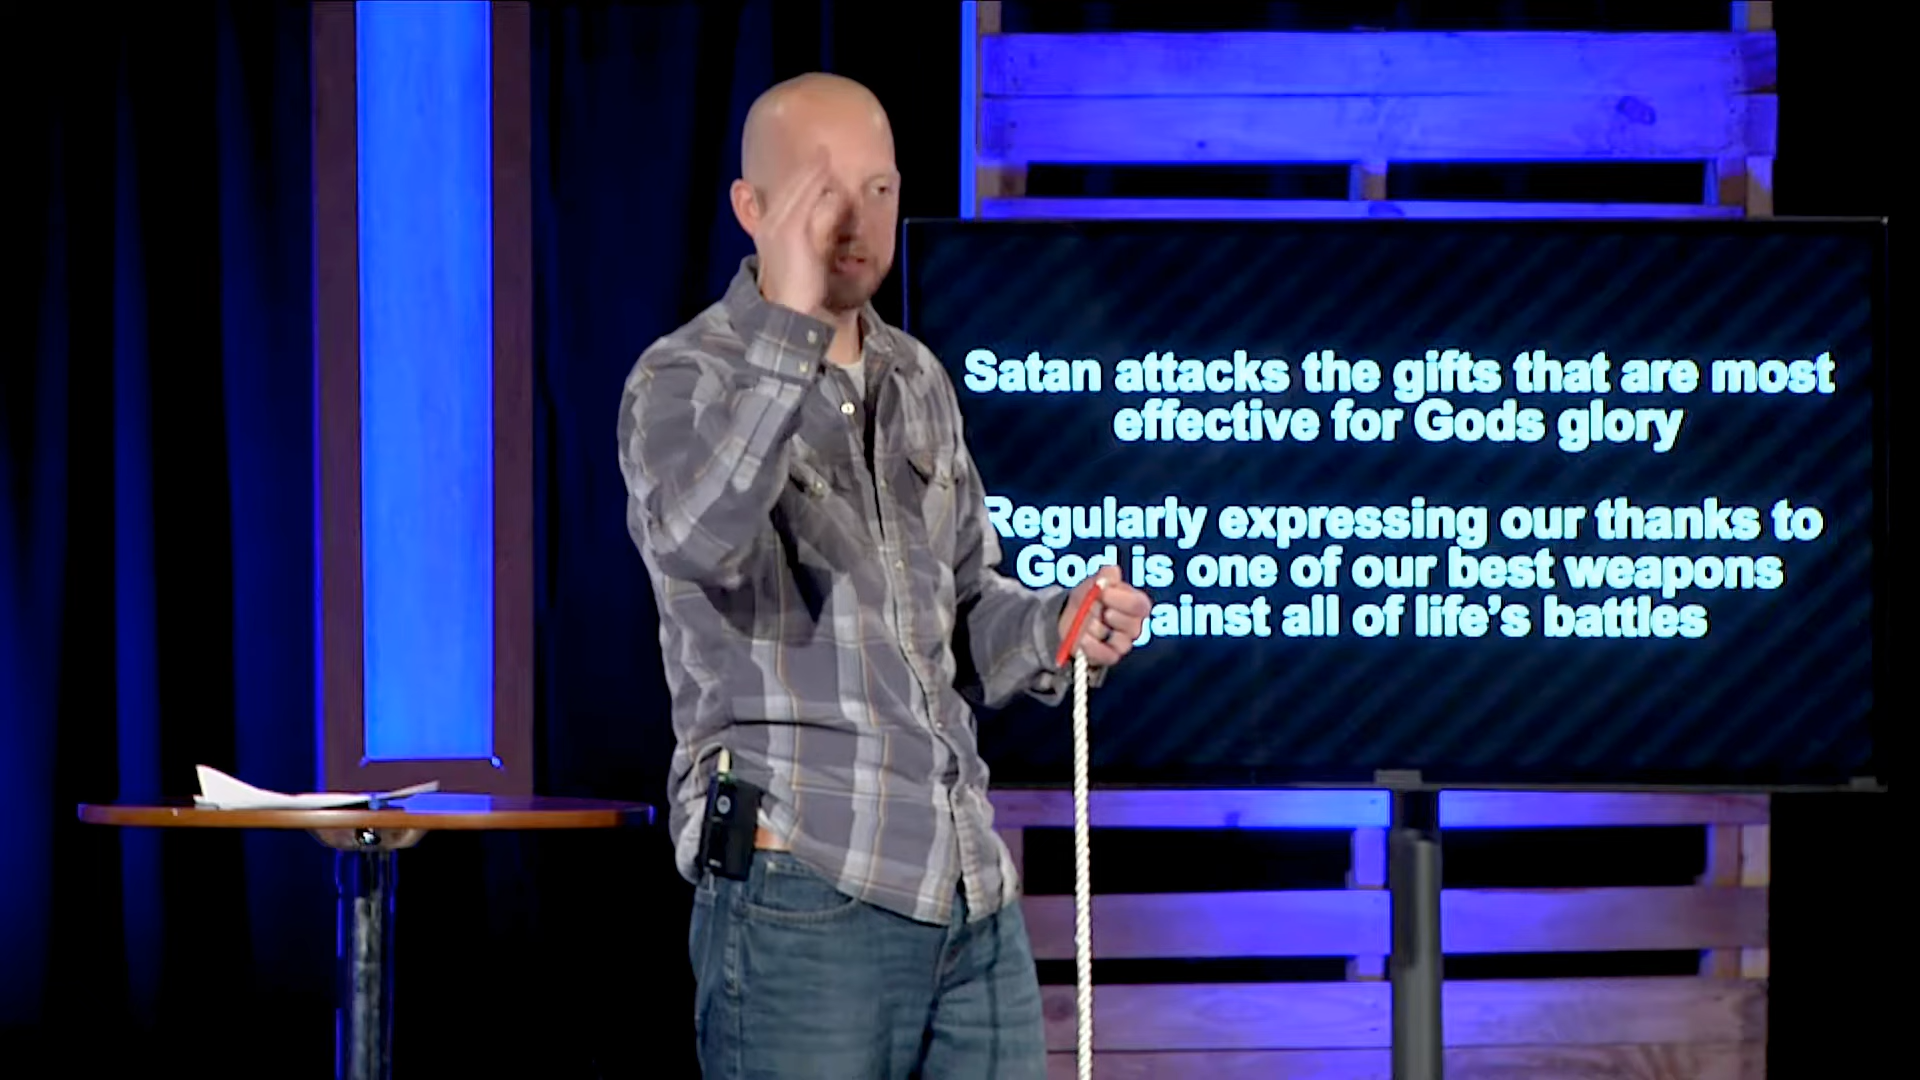 Satan attacks the gifts that are most
effective for Gods glory
Regularly expressing our thanks to
God is one of our best weapons
gainst all of life's battles